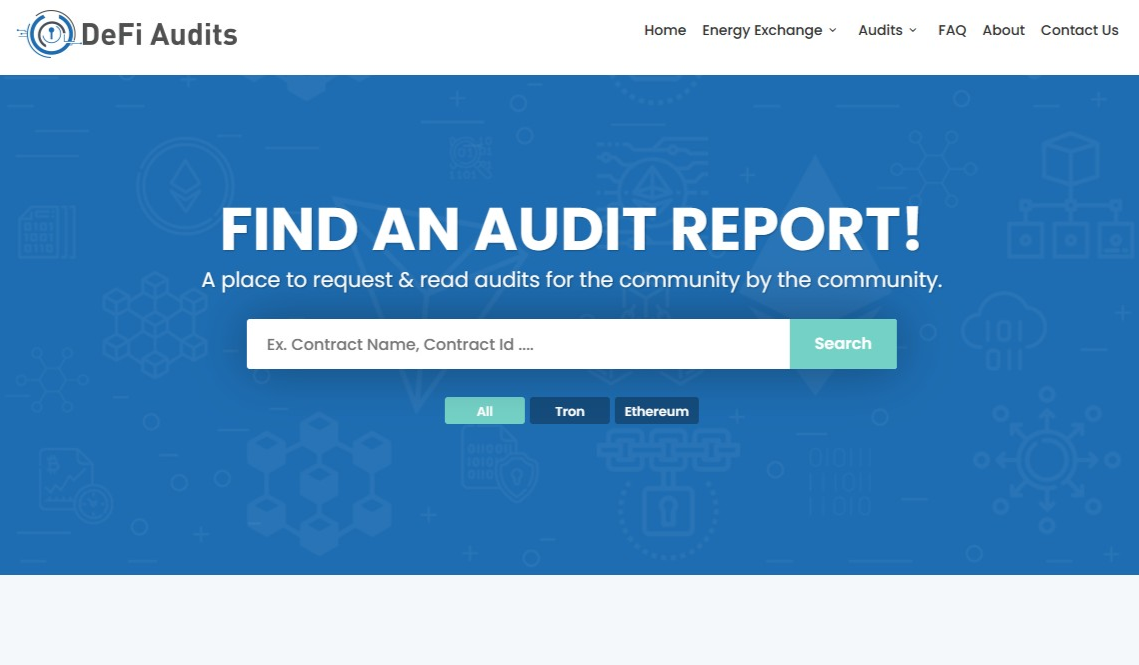 DeFi Audits
Home Energy Exchange Audits FAQ About Contact Us
FIND AN AUDIT REPORT!
A place to request & read audits for the community by the community.
Ex. Contract Name, Contract Id .... Search
All Tron Ethereum